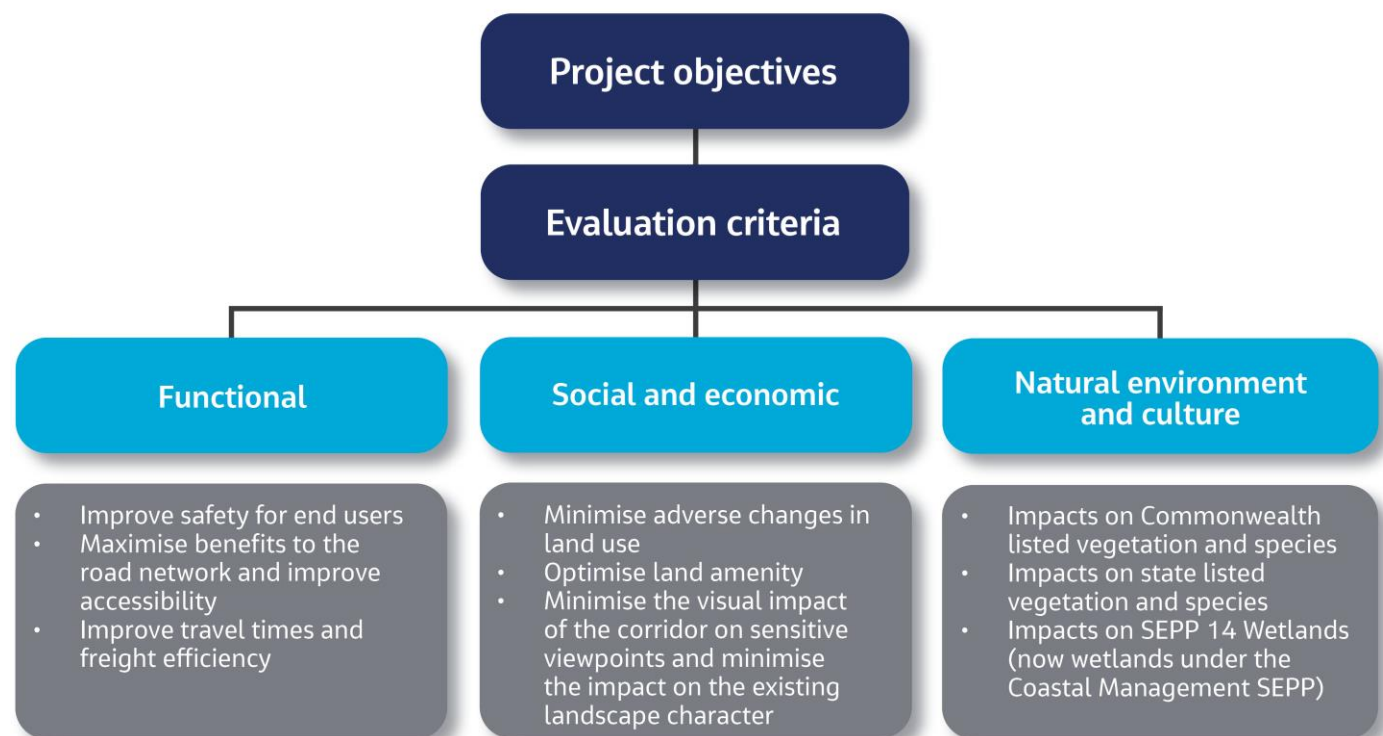 Project objectives
Evaluation criteria
Functional
• Improve safety for end users
• Maximise benefits to the
road network and improve
accessibility
• Improve travel times and
freight efficiency
Social and economic
• Minimise adverse changes in
land use
• Optimise land amenity
• Minimise the visual impact
of the corridor on sensitive
viewpoints and minimise
the impact on the existing
landscape character
Natural environment
and culture
• Impacts on Commonwealth
listed vegetation and species
• Impacts on state listed
vegetation and species
• Impacts on SEPP 14 Wetlands
(now wetlands under the
Coastal Management SEPP)